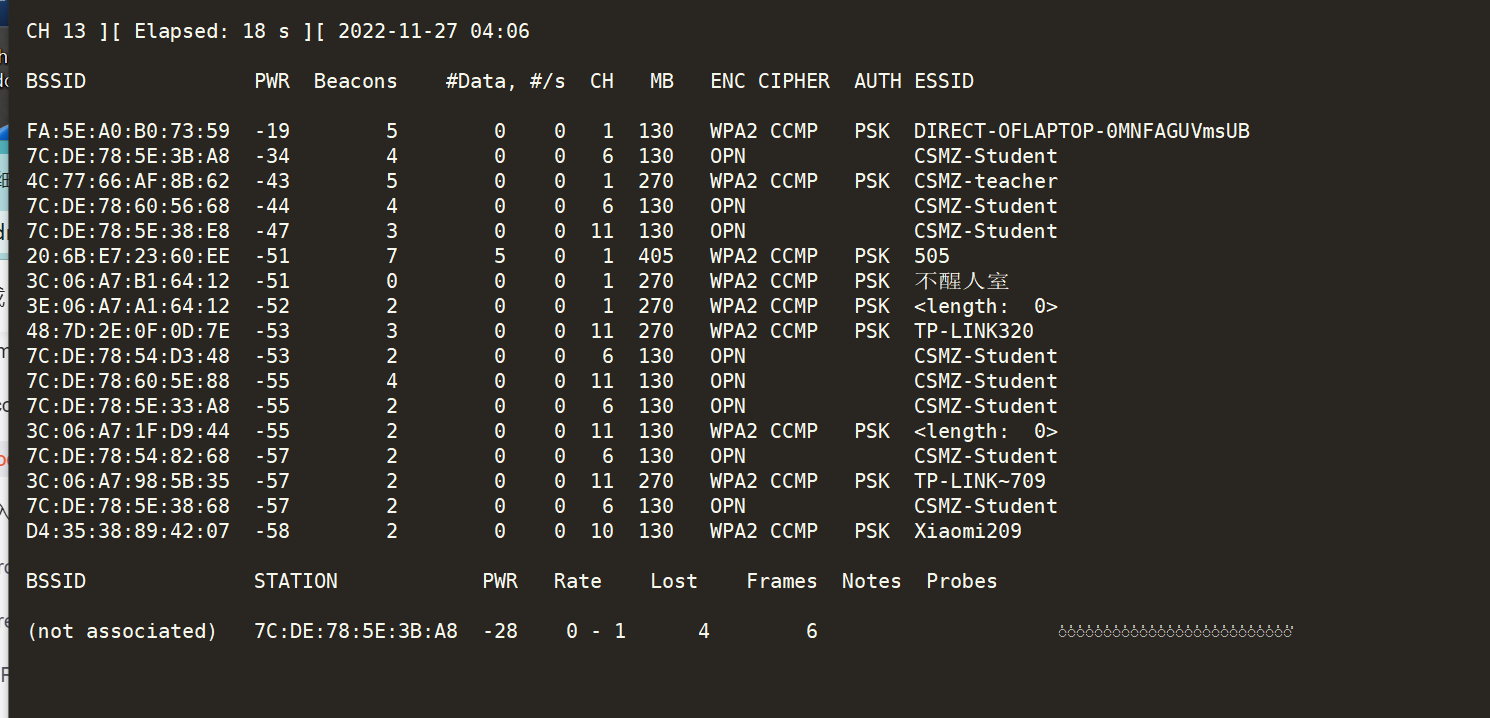 CH 13 ][ Elapsed: 18 s ][ 2022-11-27 04:06
BSSID PWR Beacons #Data, #/s CH MB ENC CIPHER AUTH ESSID
FA:5E:A0:B0:73:59 -19 5 0 0 1 130 WPA2 CCMP PSK DIRECT-OFLAPTOP-0MNFAGUVmsUB
7C:DE:78:5E:3B:A8 -34 4 0 0 6 130 OPN CSMZ-Student
4C:77:66:AF:8B:62 -43 5 0 0 1 270 WPA2 CCMP PSK CSMZ-teacher
7C:DE:78:60:56:68 -44 4 0 0 6 130 OPN CSMZ-Student
7C:DE:78:5E:38:E8 -47 3 0 0 11 130 OPN CSMZ-Student
20:6B:E7:23:60:EE -51 7 5 0 1 405 WPA2 CCMP PSK 505
3C:06:A7:B1:64:12 -51 0 0 0 1 270 WPA2 CCMP PSK 不醒人室
3E:06:A7:A1:64:12 -52 2 0 0 1 270 WPA2 CCMP PSK <length: 0>
48:7D:2E:0F:0D:7E -53 3 0 0 11 270 WPA2 CCMP PSK TP-LINK320
7C:DE:78:54:D3:48 -53 2 0 0 6 130 OPN CSMZ-Student
7C:DE:78:60:5E:88 -55 4 0 0 11 130 OPN CSMZ-Student
7C:DE:78:5E:33:A8 -55 2 0 0 6 130 OPN CSMZ-Student
3C:06:A7:1F:D9:44 -55 2 0 0 11 130 WPA2 CCMP PSK <length: 0>
7C:DE:78:54:82:68 -57 2 0 0 6 130 OPN CSMZ-Student
3C:06:A7:98:5B:35 -57 2 0 0 11 270 WPA2 CCMP PSK TP-LINK~709
7C:DE:78:5E:38:68 -57 2 0 0 6 130 OPN CSMZ-Student
D4:35:38:89:42:07 -58 2 0 0 10 130 WPA2 CCMP PSK Xiaomi209
BSSID STATION PWR Rate Lost Frames Notes Probes
(not associated) 7C:DE:78:5E:3B:A8 -28 0 - 1 4 6